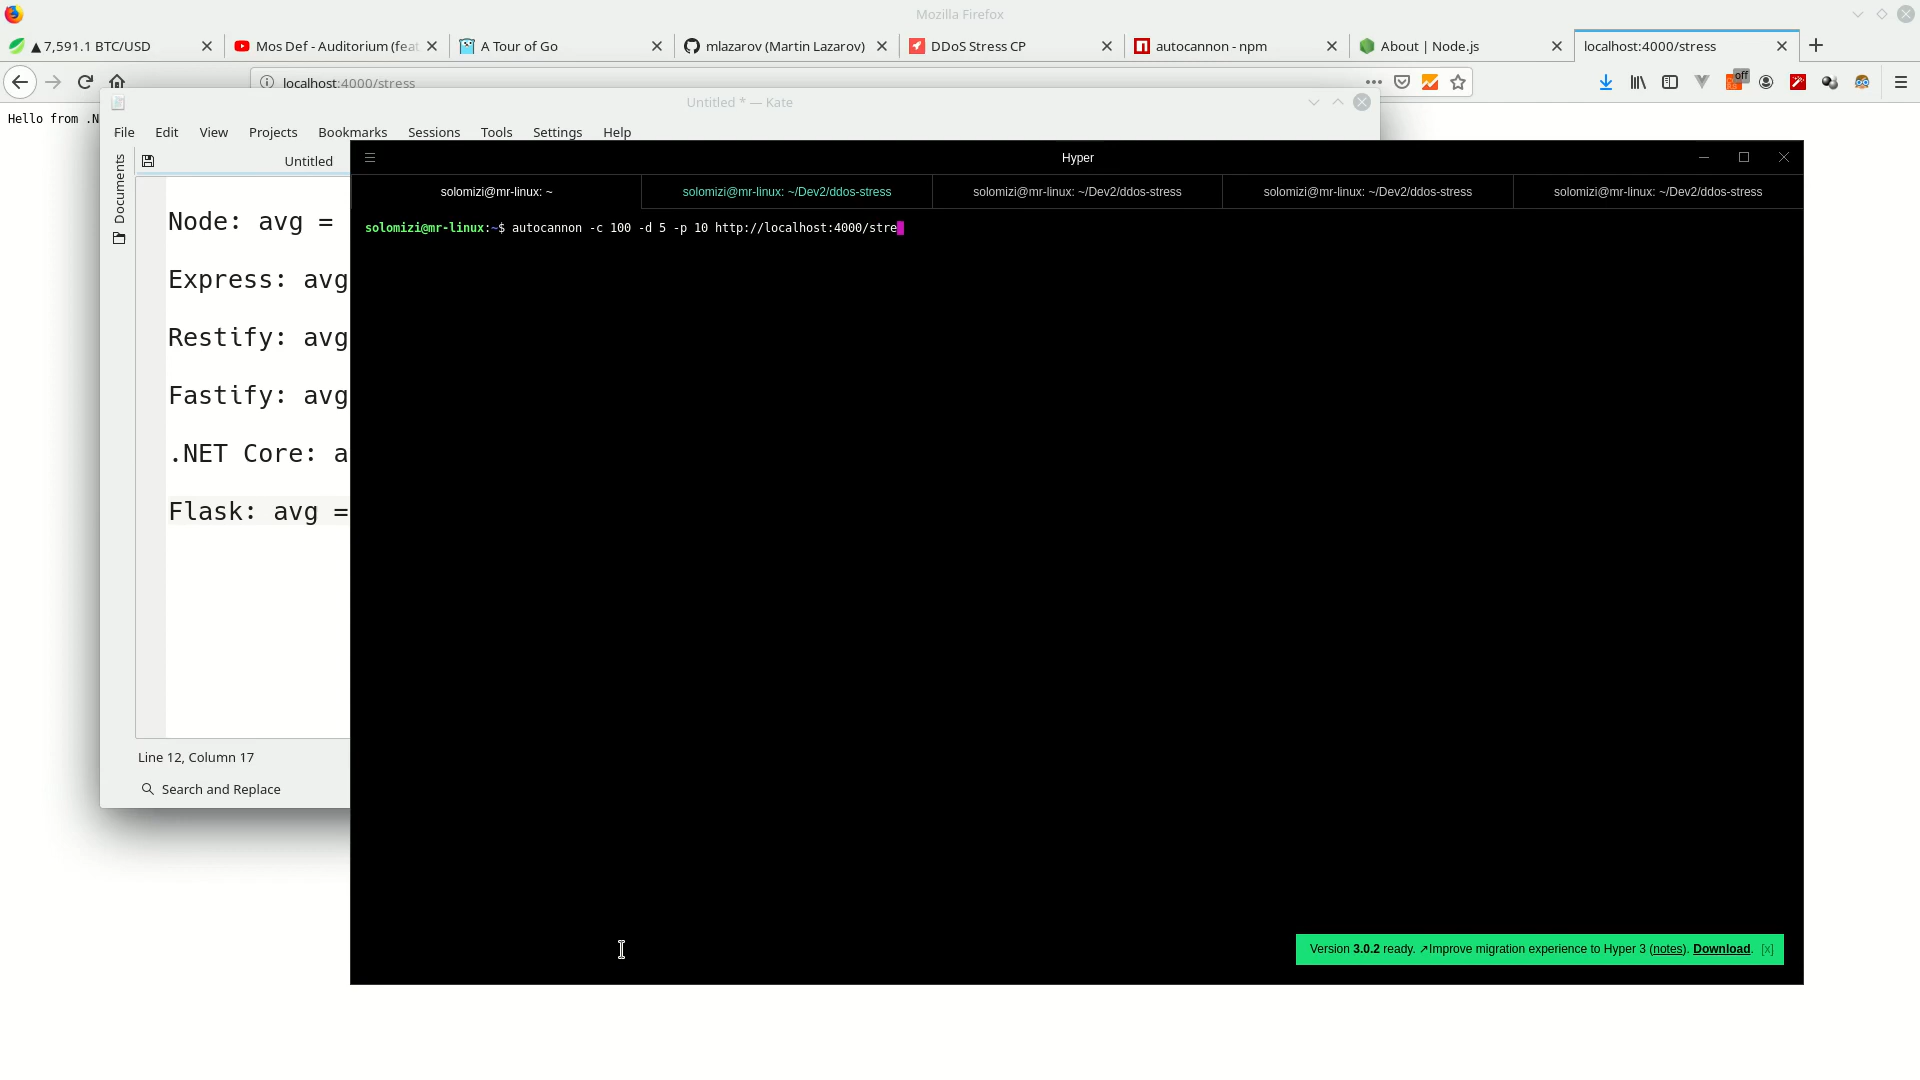 Mozilla Firefox
▲ 7,591.1 BTC/USD
Mos Def - Auditorium (feat
A Tour of Go
mlazarov (Martin Lazarov)
DDoS Stress CP
autocannon - npm
About | Node.js
localhost:4000/stress
localhost:4000/stress
off
Hello from .N
Untitled * — Kate
File Edit View Projects Bookmarks Sessions Tools Settings Help
Documents
Untitled
Node: avg =
Express: avg
Restify: avg
Fastify: avg
.NET Core: a
Flask: avg =
Line 12, Column 17
Search and Replace
Hyper
solomizi@mr-linux: ~
solomizi@mr-linux: ~/Dev2/ddos-stress
solomizi@mr-linux: ~/Dev2/ddos-stress
solomizi@mr-linux: ~/Dev2/ddos-stress
solomizi@mr-linux: ~/Dev2/ddos-stress
solomizi@mr-linux:~$ autocannon -c 100 -d 5 -p 10 http://localhost:4000/stre
Version 3.0.2 ready. ↗Improve migration experience to Hyper 3 (notes). Download. [x]